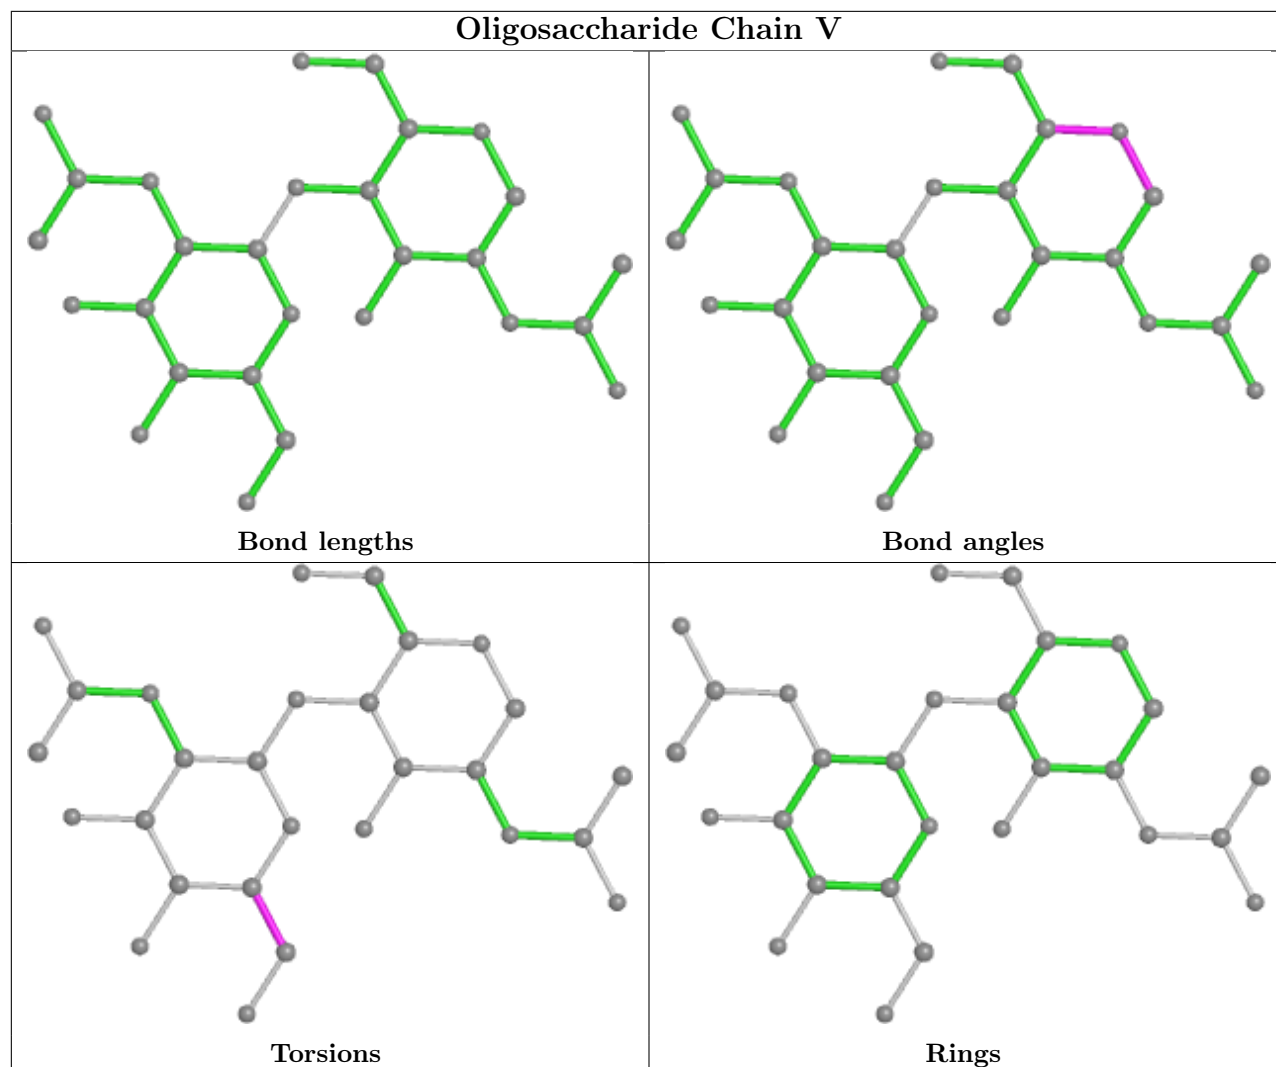 Oligosaccharide Chain V
Bond lengths
Bond angles
Torsions
Rings